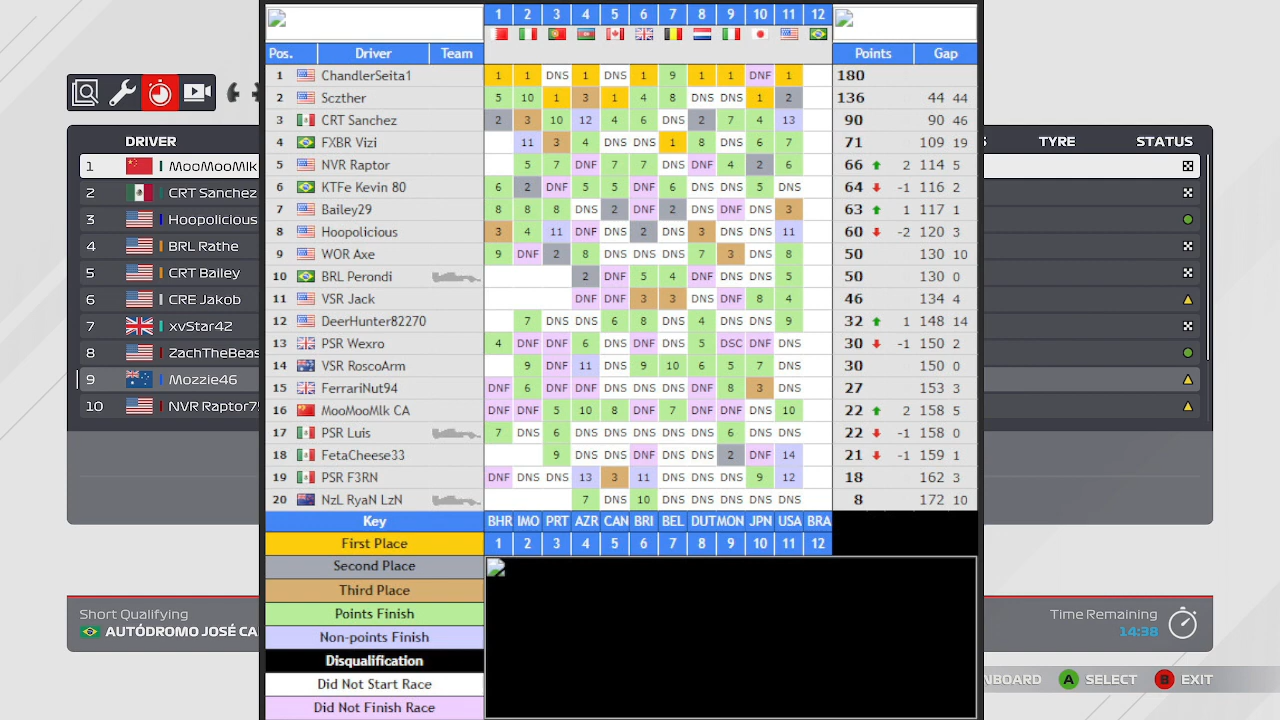 1 2 3 4 5 6 7 8 9 10 11 12
Pos. Driver Team Points Gap
1 ChandlerSeita1 1 1 DNS 1 DNS 1 9 1 1 DNF 1 180
2 Sczther 5 10 1 3 1 4 8 DNS DNS 1 2 136 44 44
3 CRT Sanchez 2 3 10 12 4 6 DNS 2 7 4 13 90 90 46
4 FXBR Vizi 11 3 4 DNS DNS 1 8 DNS 6 7 71 109 19
5 NVR Raptor 5 7 DNF 7 7 DNS DNF 4 2 6 66 2 114 5
6 KTFe Kevin 80 6 2 DNF 5 5 DNF 6 DNS DNS 5 DNS 64 -1 116 2
7 Bailey29 8 8 8 DNS 2 DNF 2 DNS DNF DNS 3 63 1 117 1
8 Hoopolicious 3 4 11 DNF DNS 2 DNS 3 DNS DNS 11 60 -2 120 3
9 WOR Axe 9 DNF 2 8 DNS DNS DNS 7 3 DNS 8 50 130 10
10 BRL Perondi 2 DNF 5 4 DNF DNS DNS 5 50 130 0
11 VSR Jack DNF DNF 3 3 DNS DNF 8 4 46 134 4
12 DeerHunter82270 7 DNS DNS 6 8 DNS 4 DNS DNS 9 32 1 148 14
13 PSR Wexro 4 DNF DNF 6 DNS DNF DNS 5 DSC DNF DNS 30 -1 150 2
14 VSR RoscoArm 9 DNF 11 DNS 9 10 6 5 7 DNS 30 150 0
15 FerrariNut94 DNF 6 DNF DNF DNS DNS DNS DNF 8 3 DNS 27 153 3
16 MooMooMlk CA DNF DNF 5 10 8 DNF 7 DNF DNF DNS 10 22 2 158 5
17 PSR Luis 7 DNS 6 DNS DNS DNS DNS DNS 6 DNS DNS 22 -1 158 0
18 FetaCheese33 9 DNS DNS DNF DNS DNS 2 DNF 14 21 -1 159 1
19 PSR F3RN DNF DNS DNS 13 3 11 DNS DNS DNS 9 12 18 162 3
20 NzL RyaN LzN 7 DNS 10 DNS DNS DNS DNS DNS 8 172 10
Key BHR IMO PRT AZR CAN BRI BEL DUT MON JPN USA BRA
First Place 1 2 3 4 5 6 7 8 9 10 11 12
Second Place
Third Place
Points Finish
Non-points Finish
Disqualification
Did Not Start Race
Did Not Finish Race
DRIVER TYRE STATUS
1 MooMooMlk
2 CRT Sanchez
3 Hoopolicious
4 BRL Rathe
5 CRT Bailey
6 CRE Jakob
7 xvStar42
8 ZachTheBeas
9 Mozzie46
10 NVR Raptor7
Short Qualifying
AUTÓDROMO JOSÉ CA
Time Remaining
14:38
NBOARD A SELECT B EXIT